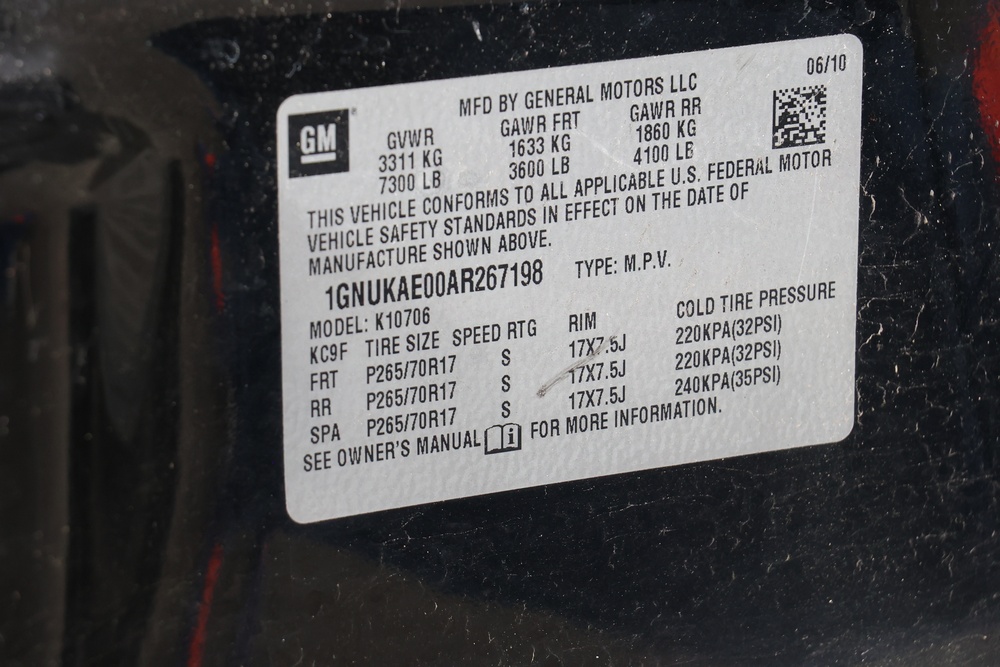 06/10
GM
MFD BY GENERAL MOTORS LLC
GVWR GAWR FRT GAWR RR
3311 KG 1633 KG 1860 KG
7300 LB 3600 LB 4100 LB
THIS VEHICLE CONFORMS TO ALL APPLICABLE U.S. FEDERAL MOTOR
VEHICLE SAFETY STANDARDS IN EFFECT ON THE DATE OF
MANUFACTURE SHOWN ABOVE.
1GNUKAE00AR267198 TYPE: M.P.V.
MODEL: K10706
KC9F TIRE SIZE SPEED RTG RIM COLD TIRE PRESSURE
FRT P265/70R17 S 17X7.5J 220KPA(32PSI)
RR P265/70R17 S 17X7.5J 220KPA(32PSI)
SPA P265/70R17 S 17X7.5J 240KPA(35PSI)
SEE OWNER'S MANUAL i FOR MORE INFORMATION.